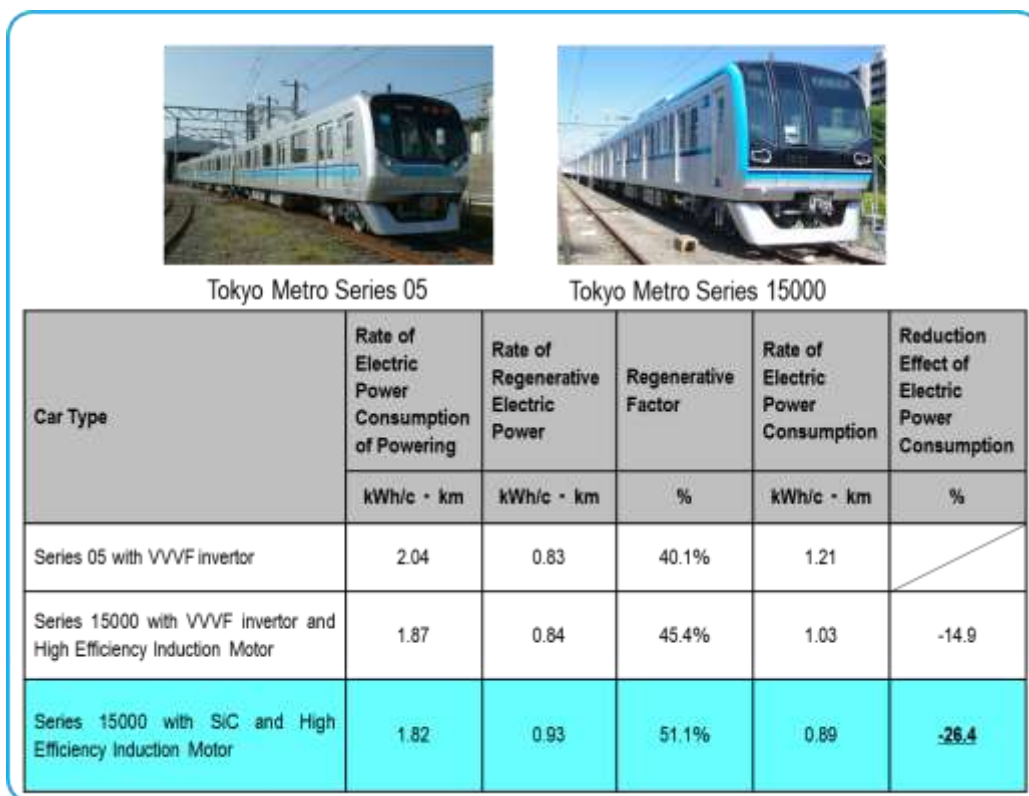 Tokyo Metro Series 05
Tokyo Metro Series 15000
Car Type
Rate of
Electric
Power
Consumption
of Powering
Rate of
Regenerative
Electric
Power
Regenerative
Factor
Rate of
Electric
Power
Consumption
Reduction
Effect of
Electric
Power
Consumption
kWh/c・km
kWh/c・km
%
kWh/c・km
%
Series 05 with VVVF invertor
2.04
0.83
40.1%
1.21
Series 15000 with VVVF invertor and
High Efficiency Induction Motor
1.87
0.84
45.4%
1.03
-14.9
Series 15000 with SiC and High
Efficiency Induction Motor
1.82
0.93
51.1%
0.89
-26.4